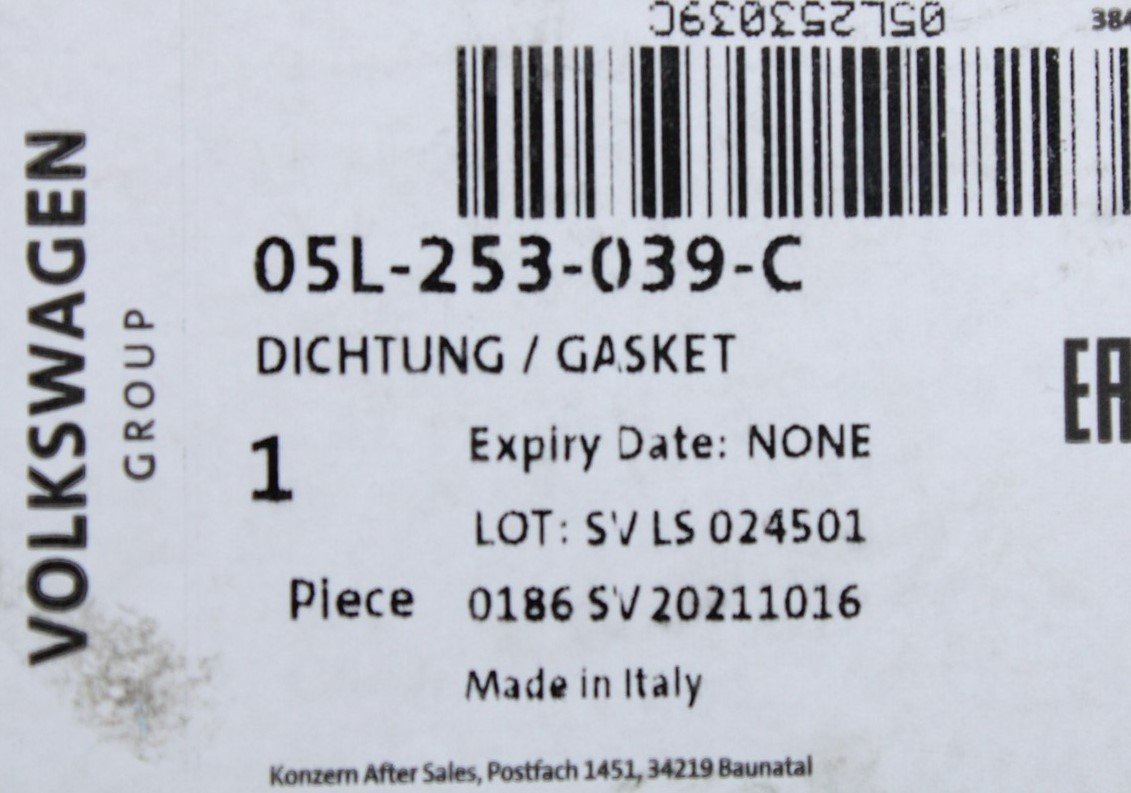 05L253039C
384
05L-253-039-C
DICHTUNG / GASKET
1
Expiry Date: NONE
LOT: SV LS 024501
Piece
0186 SV 20211016
Made in Italy
Konzern After Sales, Postfach 1451, 34219 Baunatal
VOLKSWAGEN
GROUP
EA